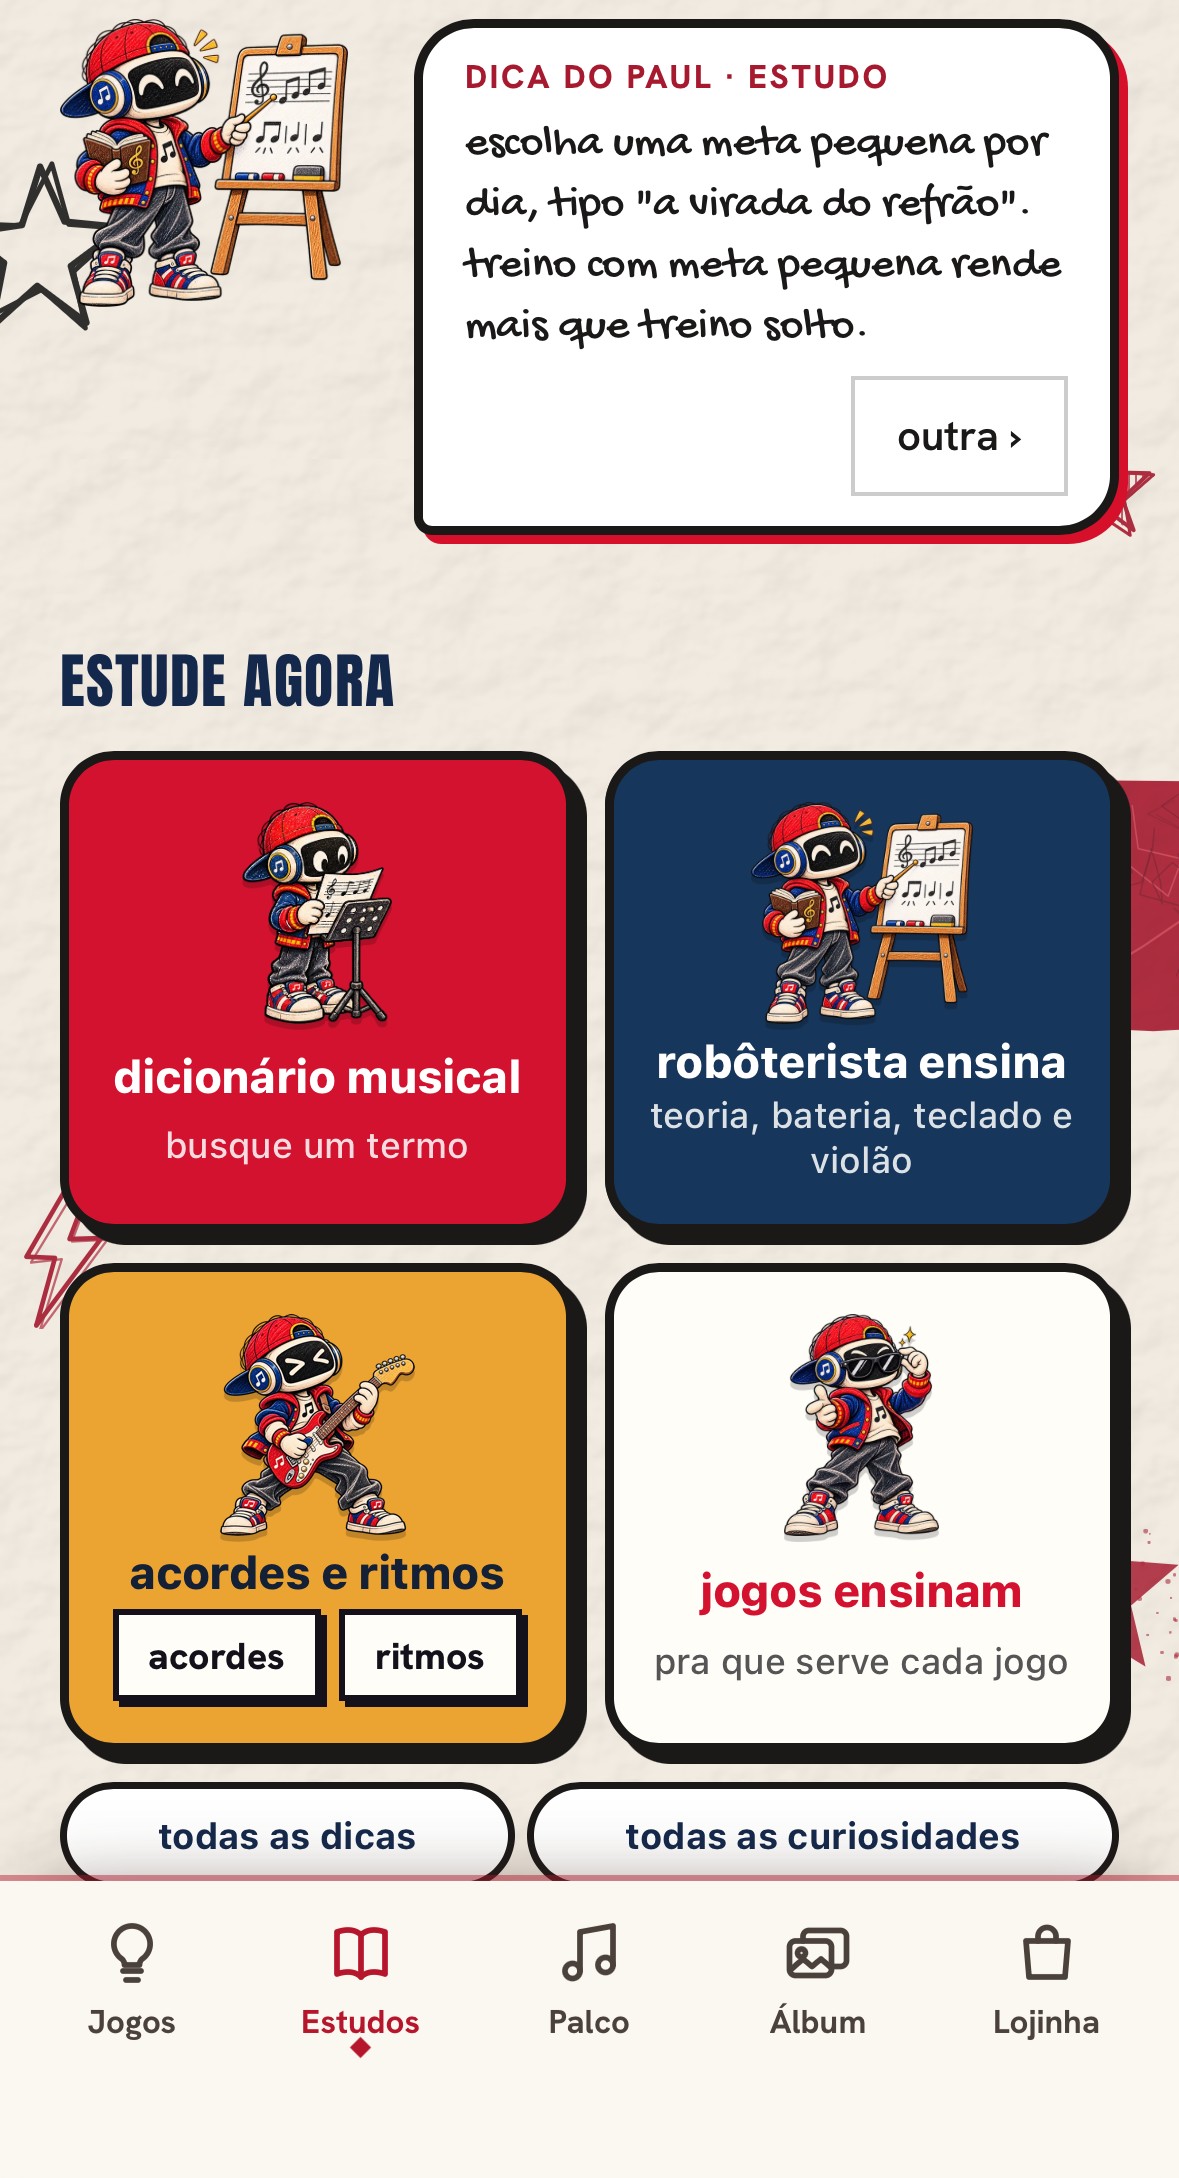 DICA DO PAUL · ESTUDO
escolha uma meta pequena por
dia, tipo "a virada do refrão".
treino com meta pequena rende
mais que treino solto.
outra ›
ESTUDE AGORA
dicionário musical
busque um termo
robôterista ensina
teoria, bateria, teclado e
violão
acordes e ritmos
acordes
ritmos
jogos ensinam
pra que serve cada jogo
todas as dicas
todas as curiosidades
Jogos
Estudos
Palco
Álbum
Lojinha